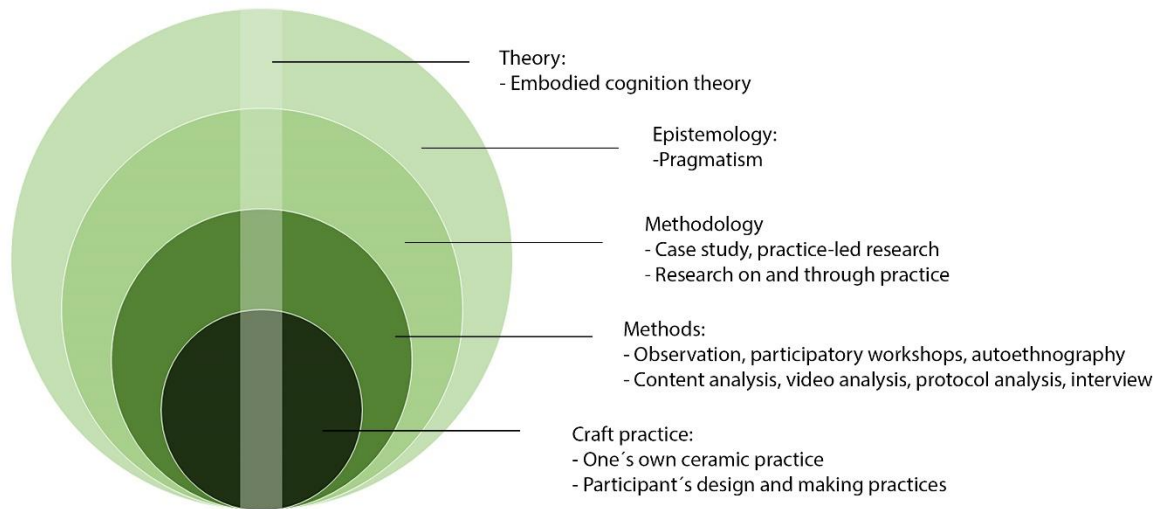 Theory:
- Embodied cognition theory
Epistemology:
-Pragmatism
Methodology
- Case study, practice-led research
- Research on and through practice
Methods:
- Observation, participatory workshops, autoethnography
- Content analysis, video analysis, protocol analysis, interview
Craft practice:
- One´s own ceramic practice
- Participant´s design and making practices